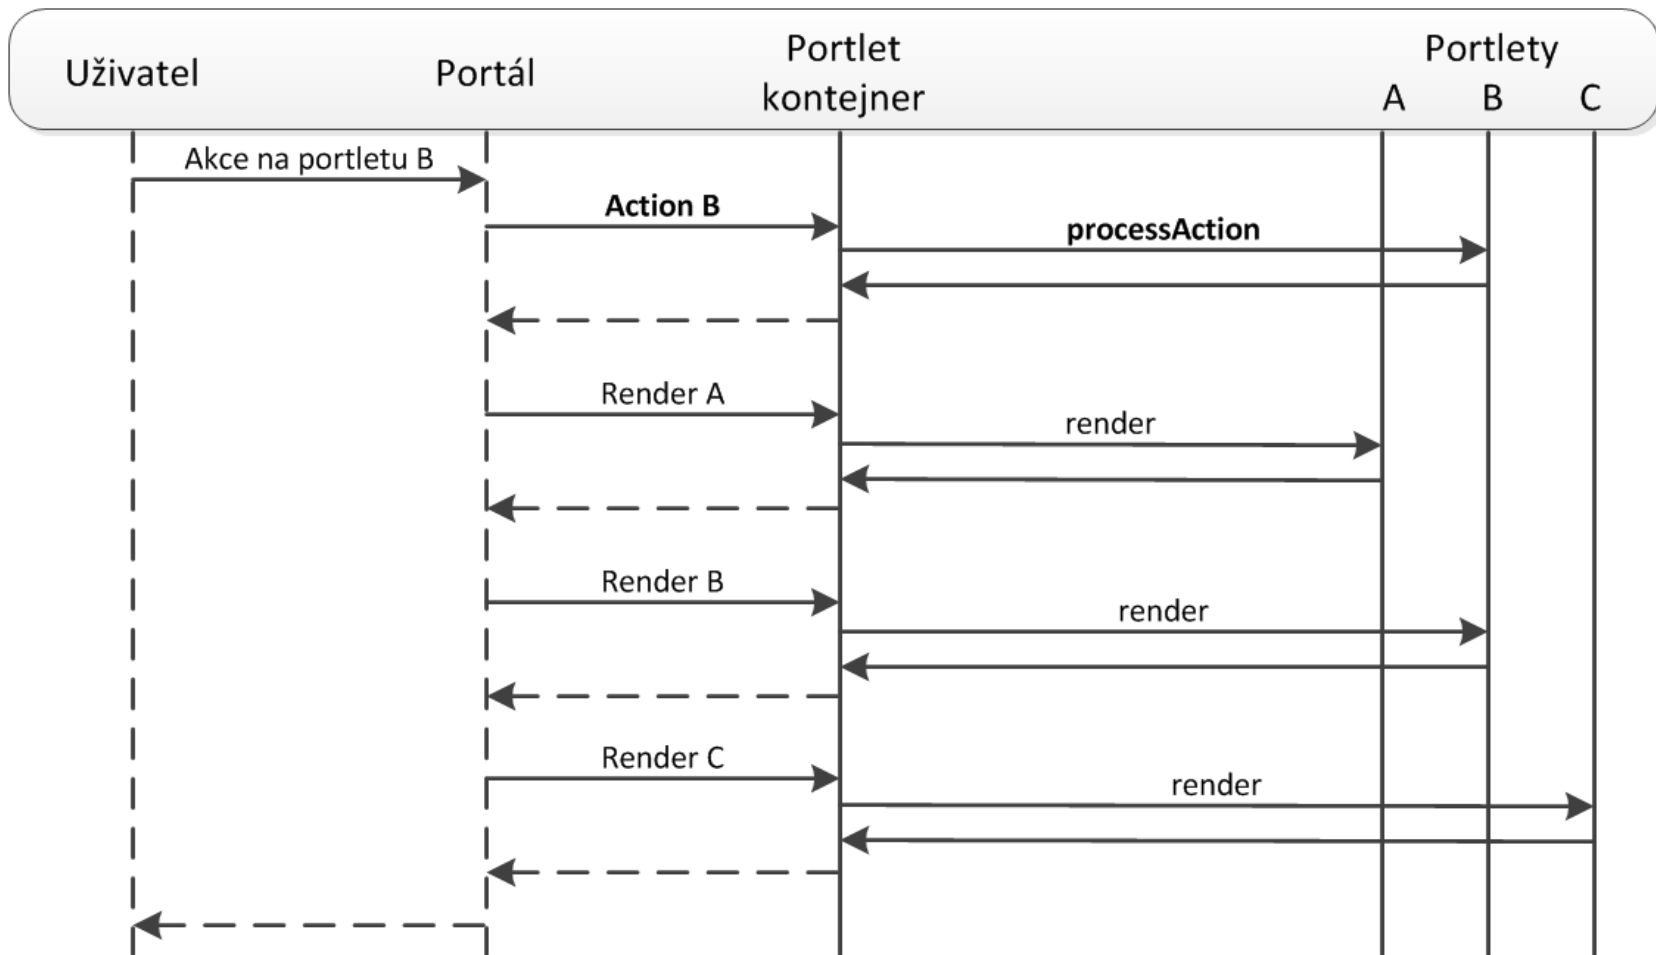 Uživatel
Portál
Portlet
kontejner
Portlety
A B C
Akce na portletu B
Action B
processAction
Render A
render
Render B
render
Render C
render